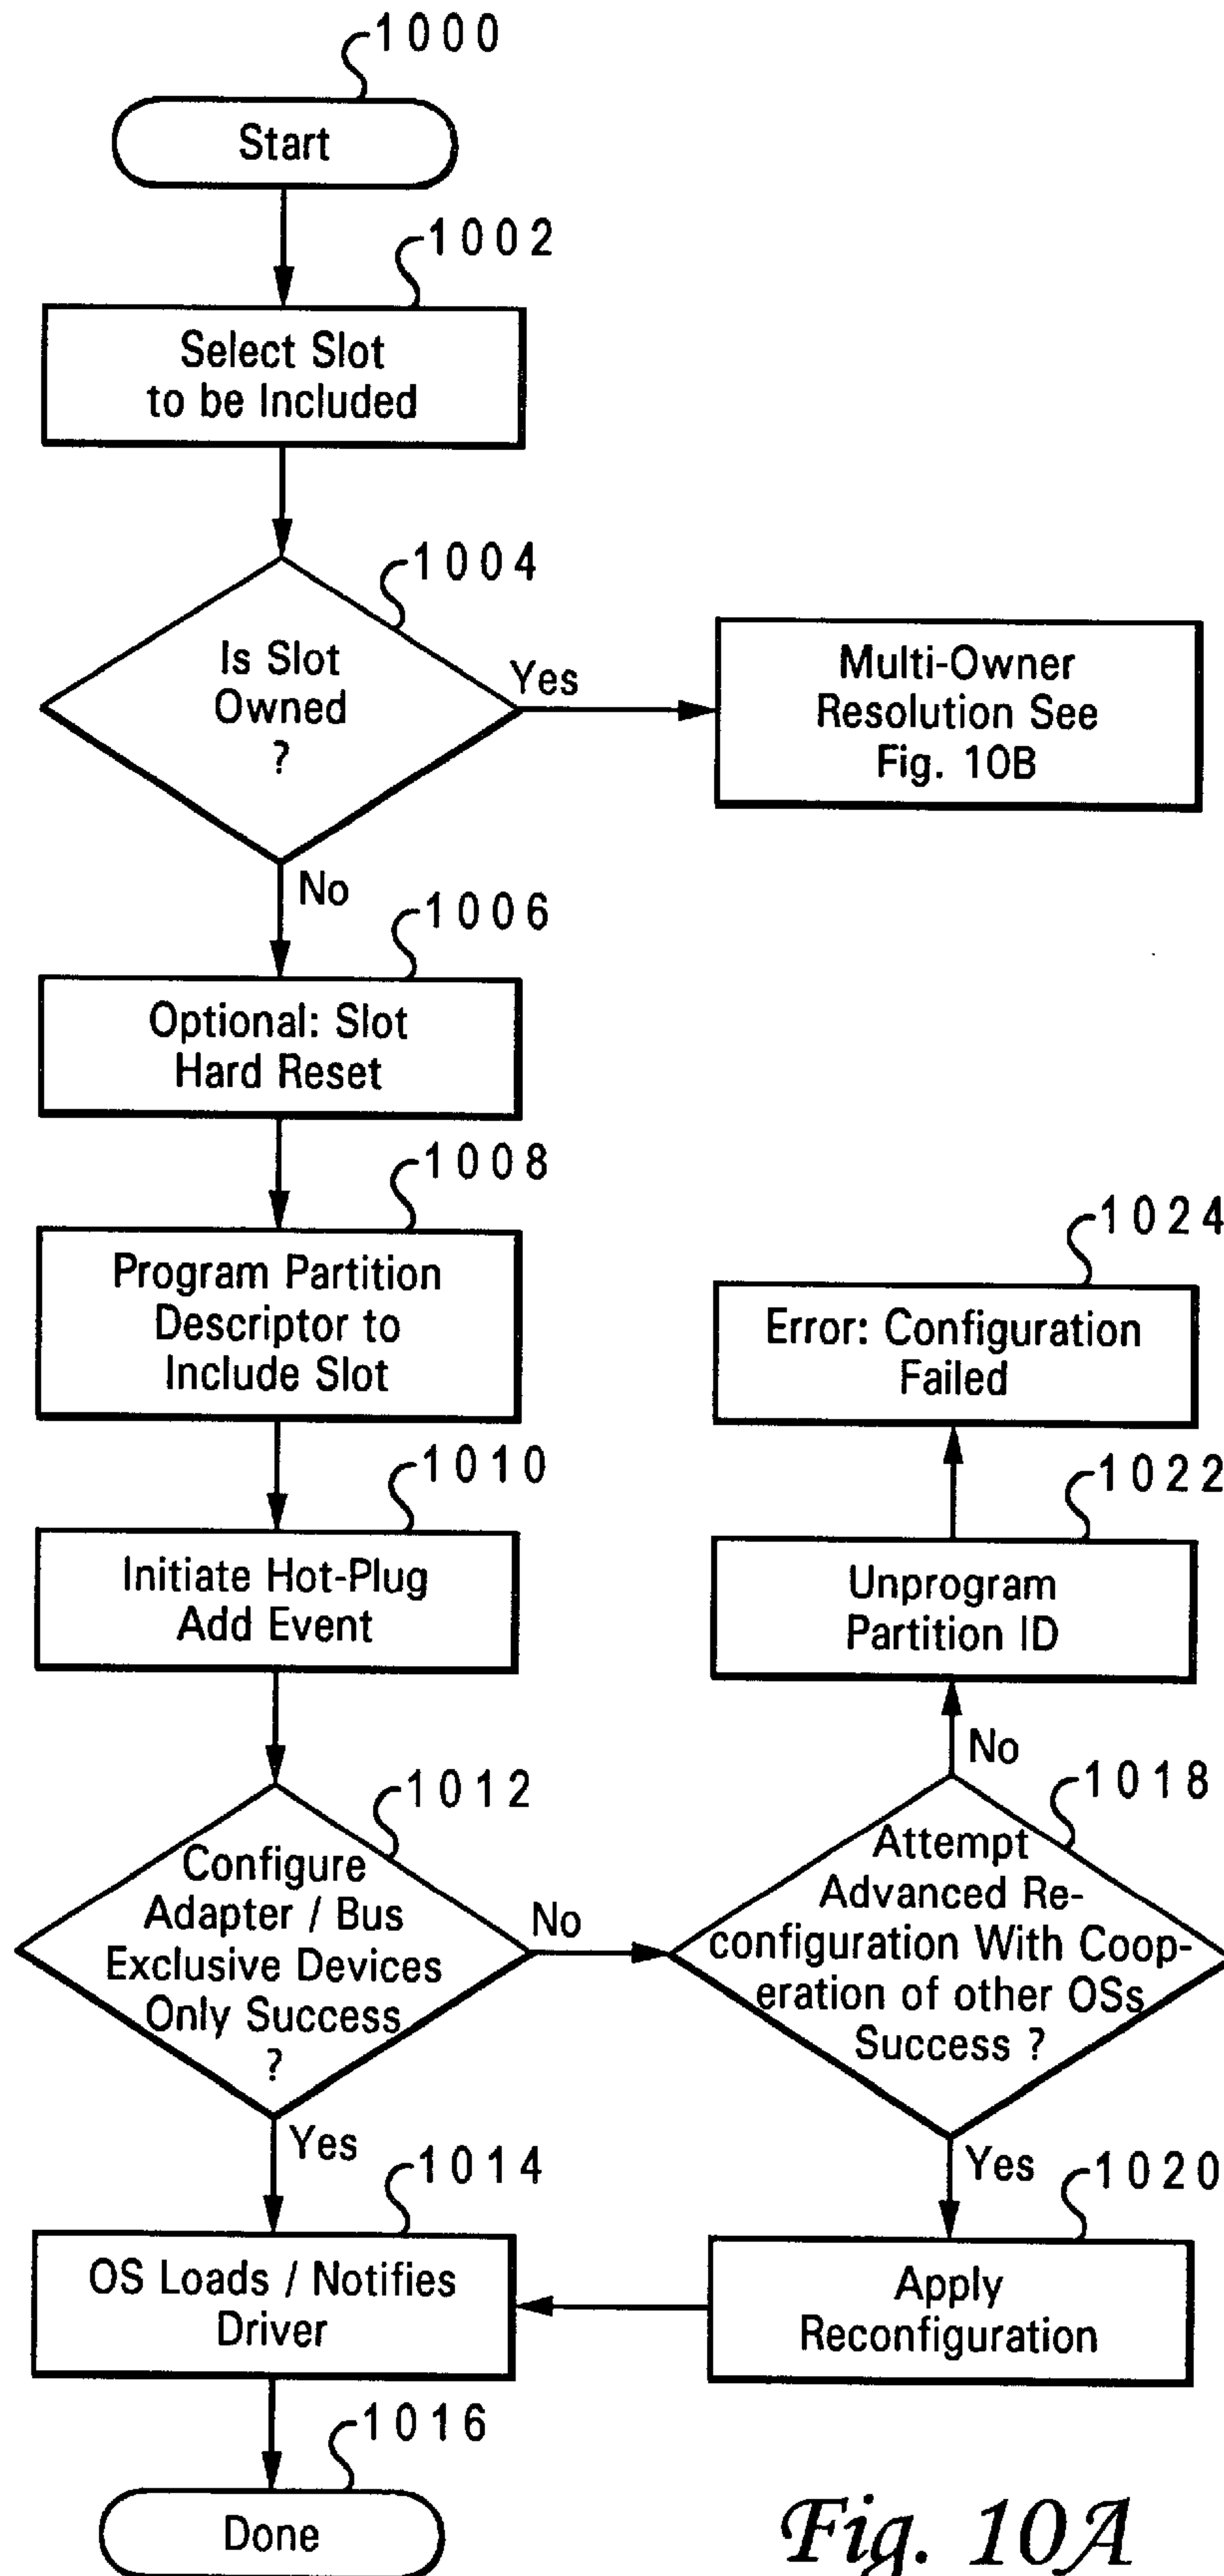 1000
Start
1002
Select Slot
to be Included
1004
Is Slot
Owned
?
Yes
Multi-Owner
Resolution See
Fig. 10B
No
1006
Optional: Slot
Hard Reset
1008
Program Partition
Descriptor to
Include Slot
1010
Initiate Hot-Plug
Add Event
1012
Configure
Adapter / Bus
Exclusive Devices
Only Success
?
No
Yes
1018
Attempt
Advanced Re-
configuration With Coop-
eration of other OSs
Success ?
No
1022
Unprogram
Partition ID
1024
Error: Configuration
Failed
Yes
1020
Apply
Reconfiguration
1014
OS Loads / Notifies
Driver
1016
Done
Fig. 10A